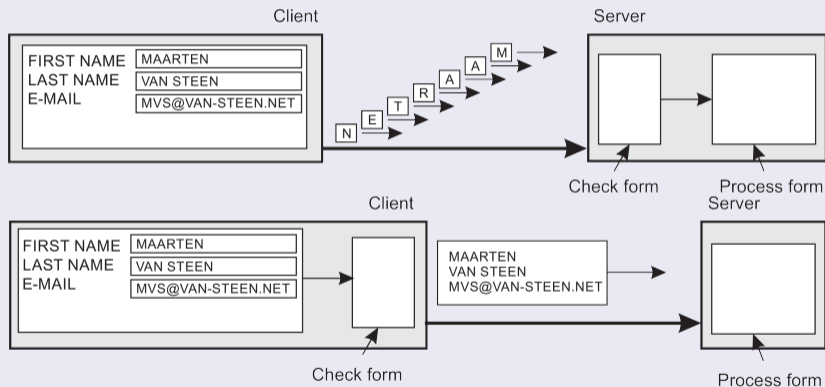 Client
Server
FIRST NAME MAARTEN
LAST NAME VAN STEEN
E-MAIL MVS@VAN-STEEN.NET
N E T R A A M
Check form
Process form
Client
Server
FIRST NAME MAARTEN
LAST NAME VAN STEEN
E-MAIL MVS@VAN-STEEN.NET
MAARTEN
VAN STEEN
MVS@VAN-STEEN.NET
Check form
Process form